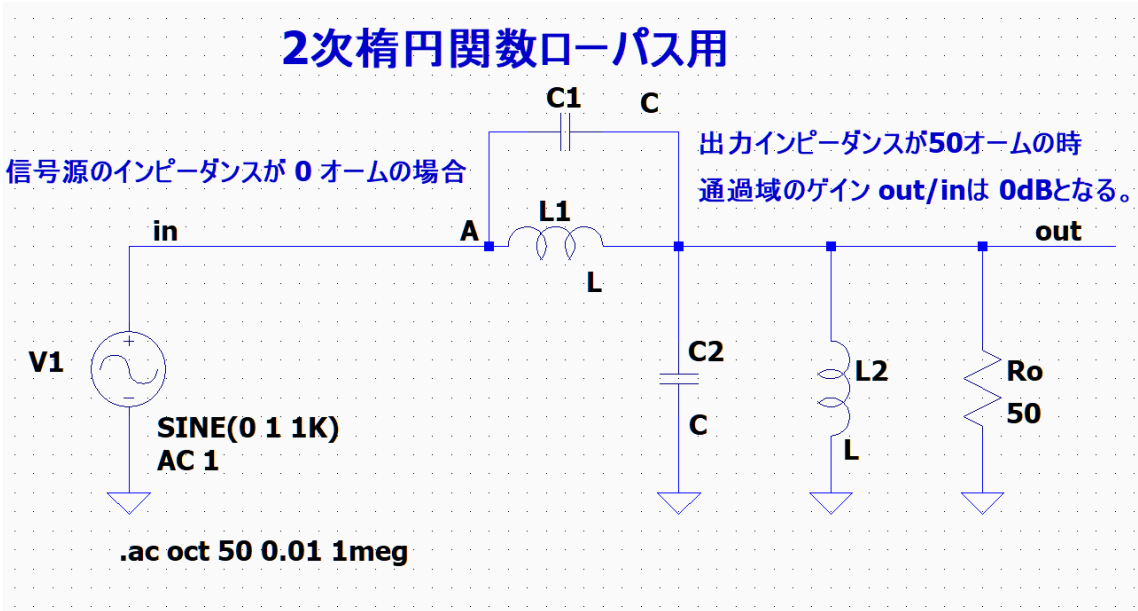 2次楕円関数ローパス用
C1
C
出力インピーダンスが50オームの時
信号源のインピーダンスが 0 オームの場合
通過域のゲイン out/inは 0dBとなる。
L1
in
A
out
L
C2
V1
L2
Ro
50
SINE(0 1 1K)
C
L
AC 1
.ac oct 50 0.01 1meg